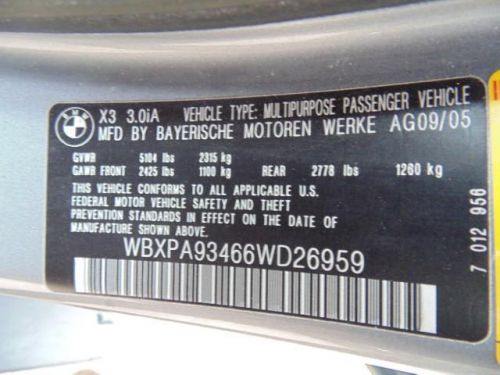 X3 3.0iA VEHICLE TYPE: MULTIPURPOSE PASSENGER VEHICLE
MFD BY BAYERISCHE MOTOREN WERKE AG09/05
GVWR 5104 lbs 2315 kg
GAWR FRONT 2425 lbs 1100 kg REAR 2778 lbs 1260 kg
THIS VEHICLE CONFORMS TO ALL APPLICABLE U.S.
FEDERAL MOTOR VEHICLE SAFETY AND THEFT
PREVENTION STANDARDS IN EFFECT ON THE DATE
OF MANUFACTURE SHOWN ABOVE.
WBXPA93466WD26959
7 012 956